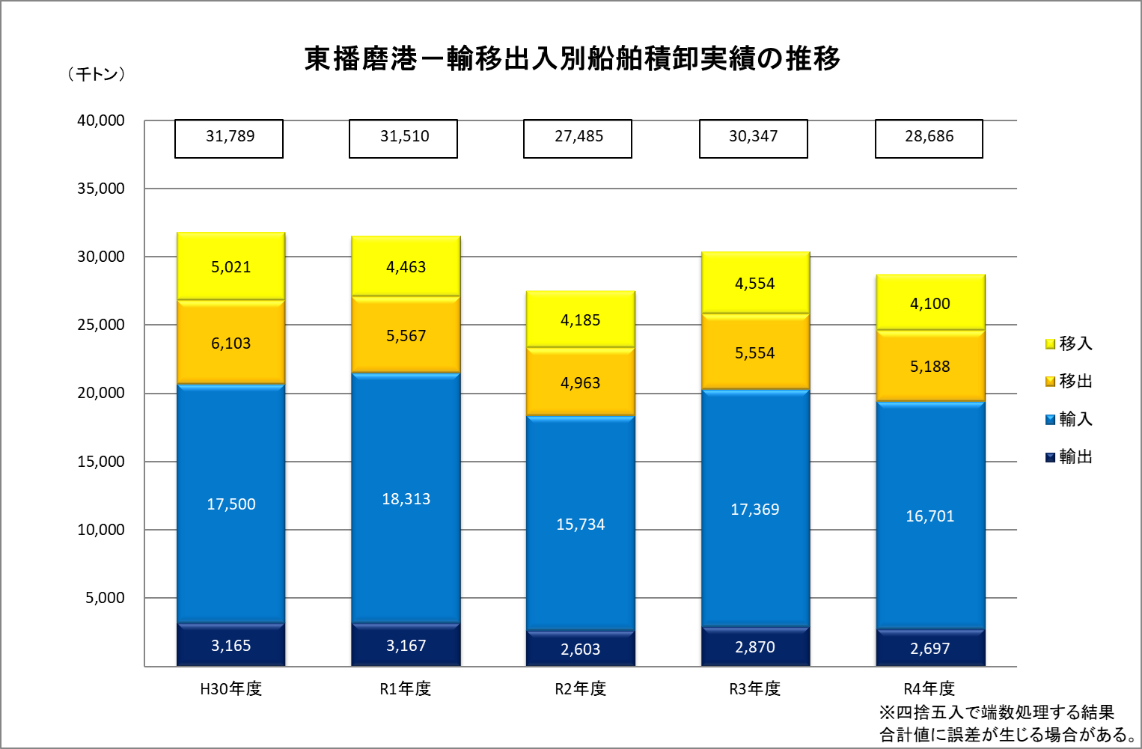 東播磨港－輸移出入別船舶積卸実績の推移
（千トン）
40,000
35,000
30,000
25,000
20,000
15,000
10,000
5,000
31,789 31,510 27,485 30,347 28,686
5,021 4,463 4,185 4,554 4,100
6,103 5,567 4,963 5,554 5,188
17,500 18,313 15,734 17,369 16,701
3,165 3,167 2,603 2,870 2,697
H30年度 R1年度 R2年度 R3年度 R4年度
移入
移出
輸入
輸出
※四捨五入で端数処理する結果
合計値に誤差が生じる場合がある。